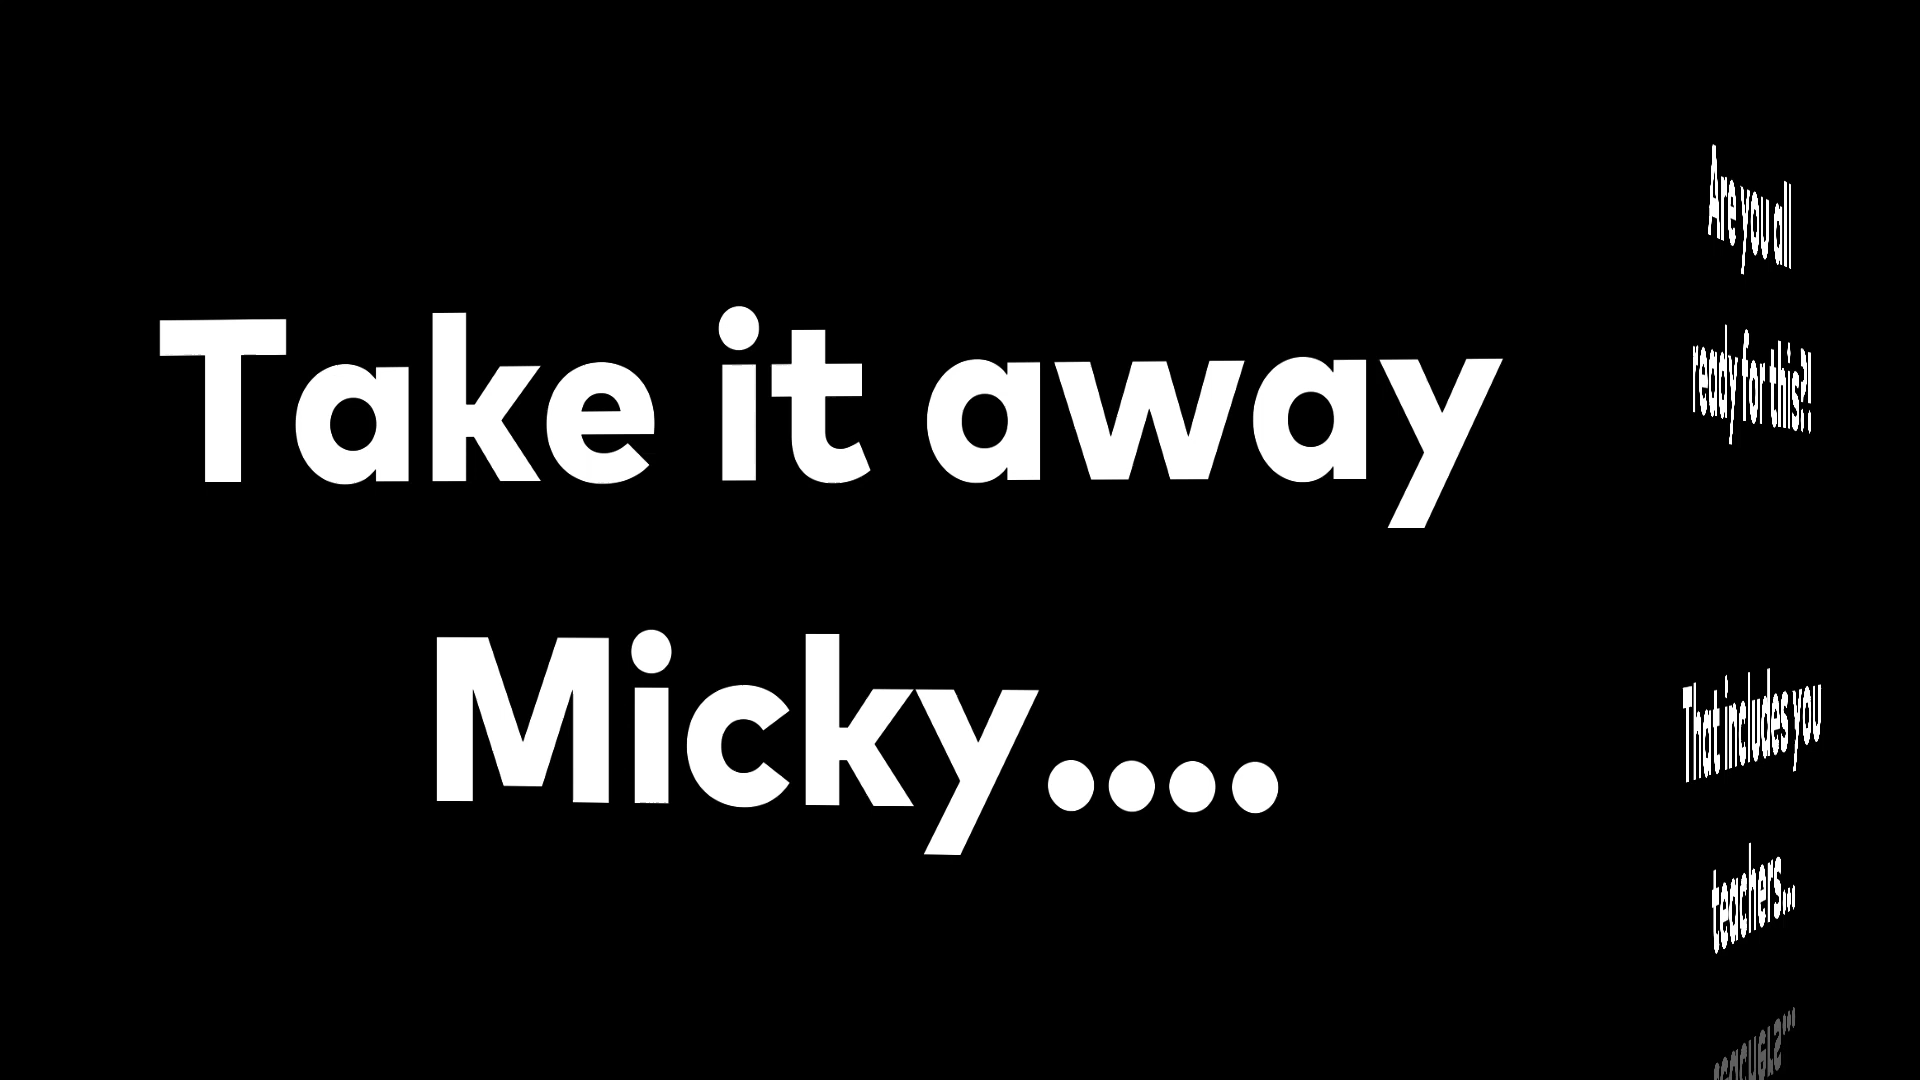 Take it away
Micky....
Are you all
ready for this?!
That includes you
teachers...